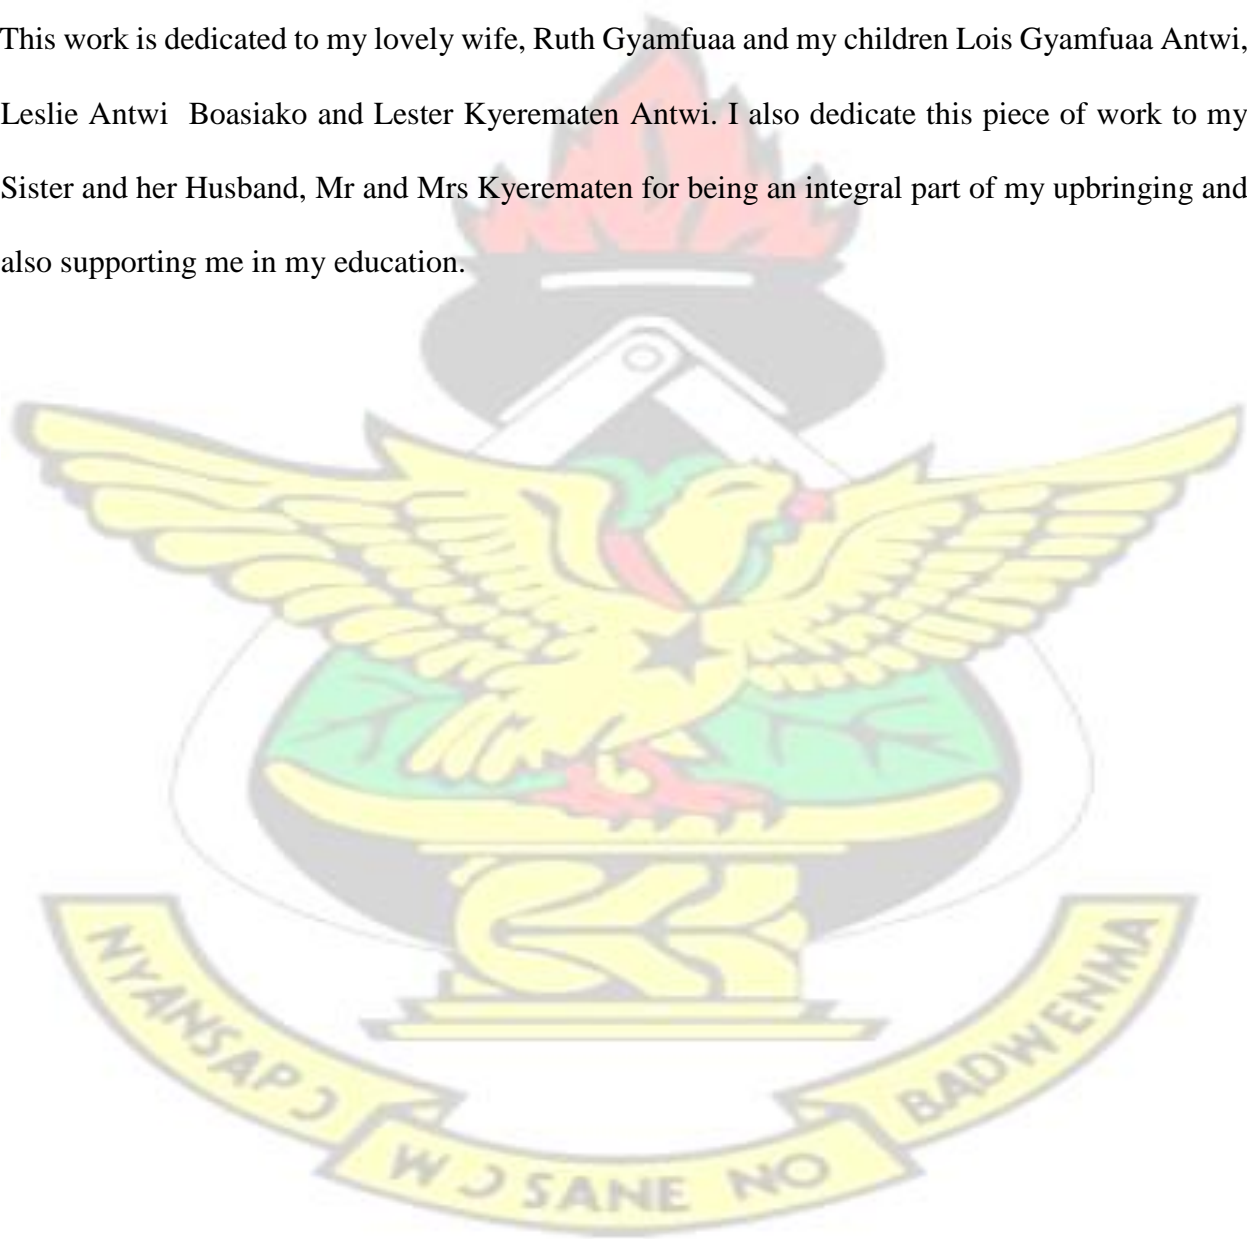 This work is dedicated to my lovely wife, Ruth Gyamfuaa and my children Lois Gyamfuaa Antwi,
Leslie Antwi  Boasiako and Lester Kyerematen Antwi. I also dedicate this piece of work to my
Sister and her Husband, Mr and Mrs Kyerematen for being an integral part of my upbringing and
also supporting me in my education.
NYANSAPƆ
WƆSANE NO
BADWENMA